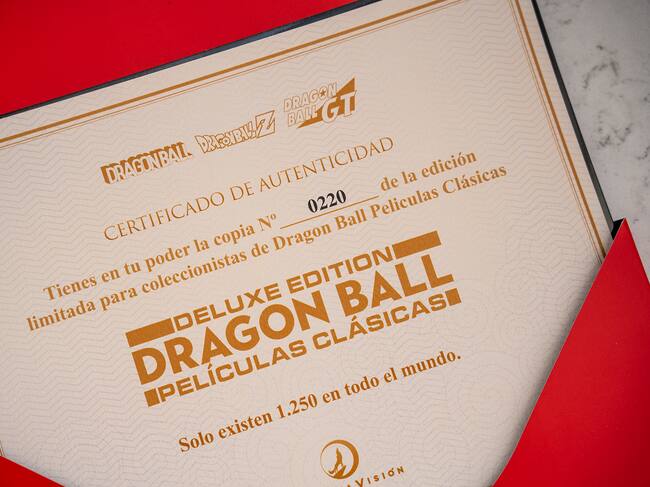 DRAGON BALL DRAGON BALL Z DRAGON BALL GT
CERTIFICADO DE AUTENTICIDAD
Tienes en tu poder la copia Nº 0220 de la edición
limitada para coleccionistas de Dragon Ball Peliculas Clásicas
DELUXE EDITION
DRAGON BALL
PELÍCULAS CLÁSICAS
Solo existen 1.250 en todo el mundo.
VISIÓN